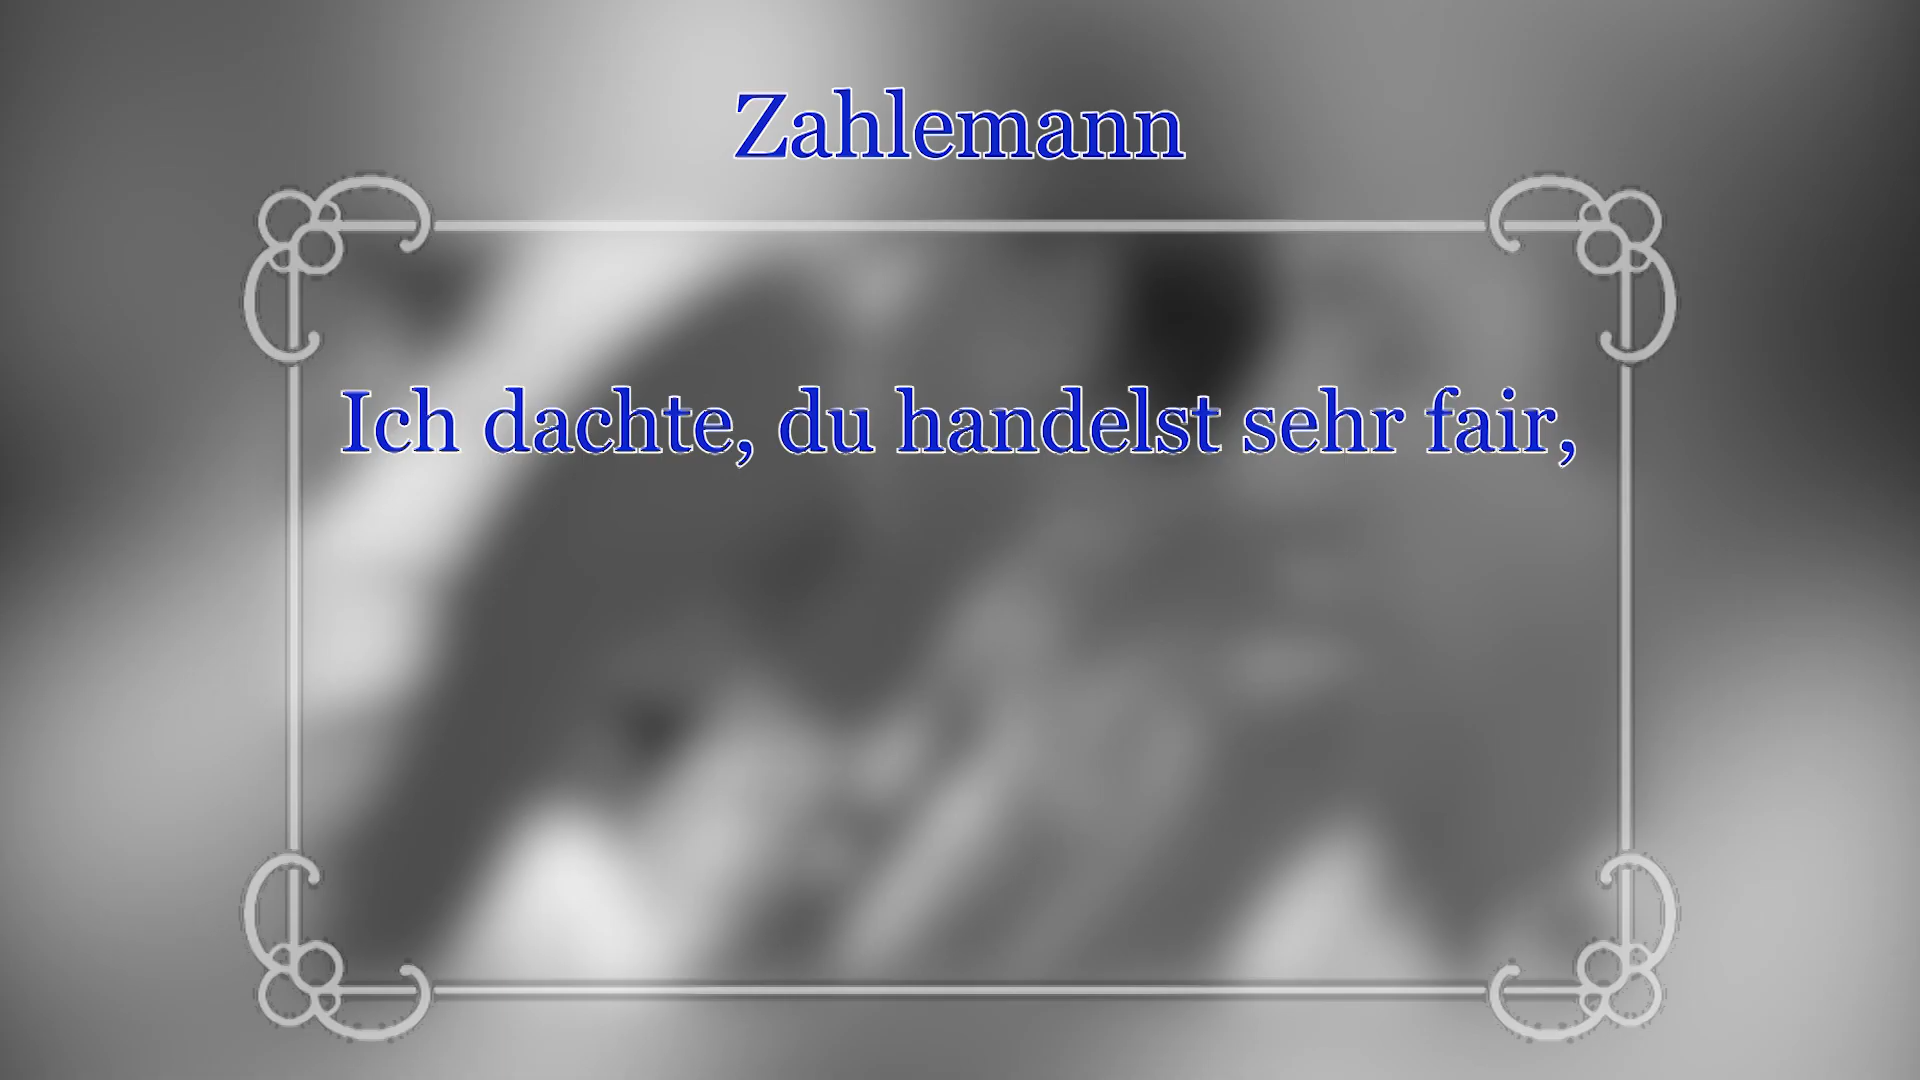 Zahlemann
Ich dachte, du handelst sehr fair,